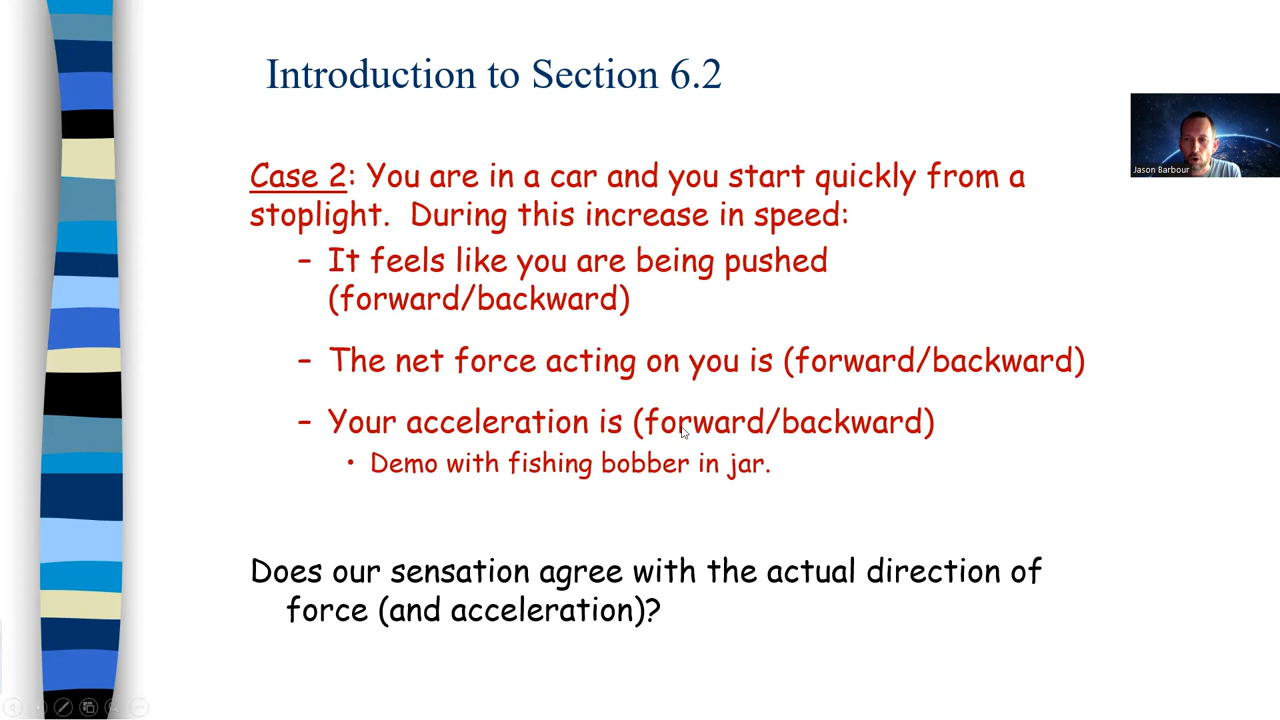 Introduction to Section 6.2
Jason Barbour
Case 2: You are in a car and you start quickly from a
stoplight. During this increase in speed:
– It feels like you are being pushed
(forward/backward)
– The net force acting on you is (forward/backward)
– Your acceleration is (forward/backward)
• Demo with fishing bobber in jar.
Does our sensation agree with the actual direction of
force (and acceleration)?